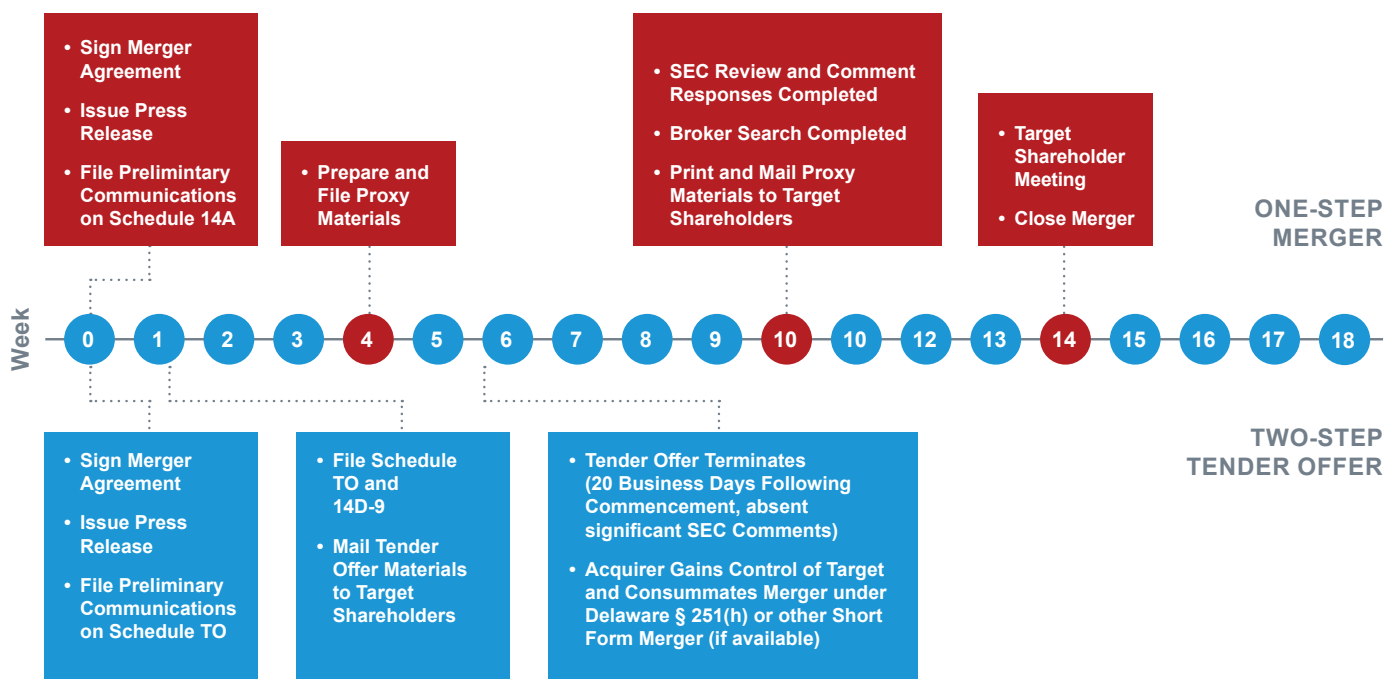 • Sign Merger
Agreement
• Issue Press
Release
• File Prelimintary
Communications
on Schedule 14A
• Prepare and
File Proxy
Materials
• SEC Review and Comment
Responses Completed
• Broker Search Completed
• Print and Mail Proxy
Materials to Target
Shareholders
• Target
Shareholder
Meeting
• Close Merger
ONE-STEP
MERGER
Week
0 1 2 3 4 5 6 7 8 9 10 10 12 13 14 15 16 17 18
• Sign Merger
Agreement
• Issue Press
Release
• File Preliminary
Communications
on Schedule TO
• File Schedule
TO and
14D-9
• Mail Tender
Offer Materials
to Target
Shareholders
• Tender Offer Terminates
(20 Business Days Following
Commencement, absent
significant SEC Comments)
• Acquirer Gains Control of Target
and Consummates Merger under
Delaware § 251(h) or other Short
Form Merger (if available)
TWO-STEP
TENDER OFFER